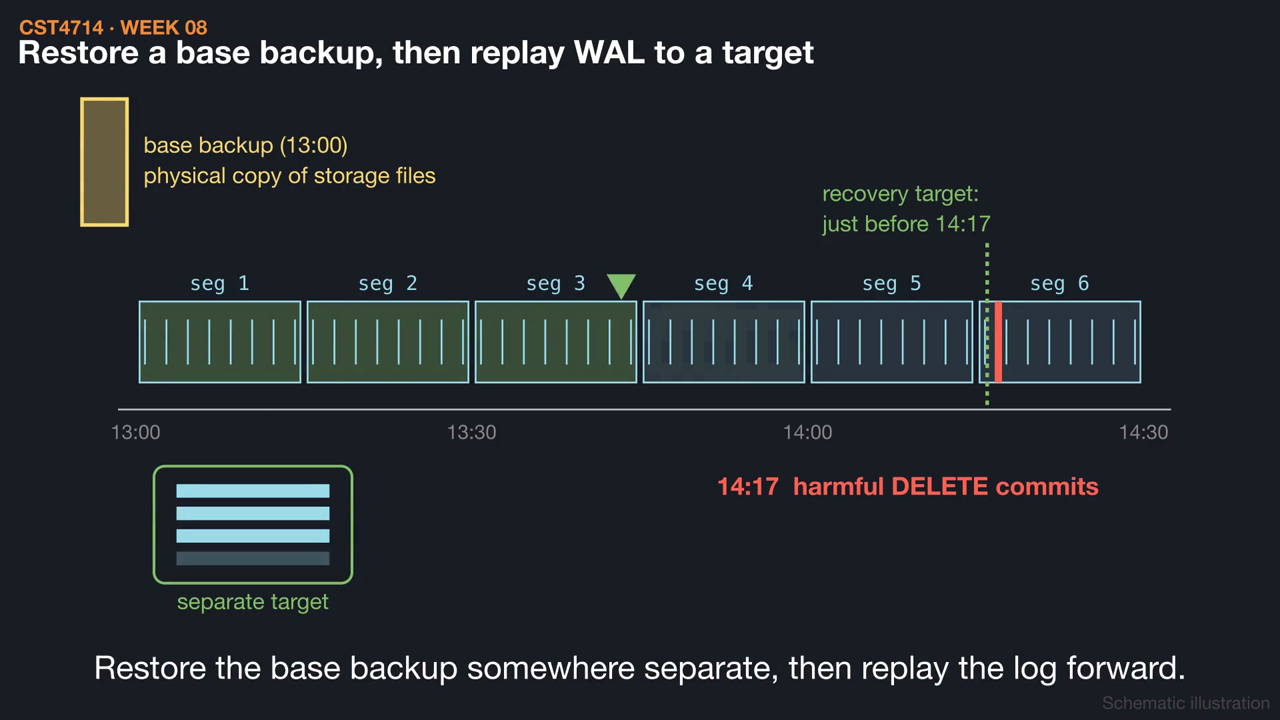 CST4714 · WEEK 08
Restore a base backup, then replay WAL to a target
base backup (13:00)
physical copy of storage files
recovery target:
just before 14:17
seg 1
seg 2
seg 3
seg 4
seg 5
seg 6
13:00
13:30
14:00
14:30
14:17 harmful DELETE commits
separate target
Restore the base backup somewhere separate, then replay the log forward.
Schematic illustration